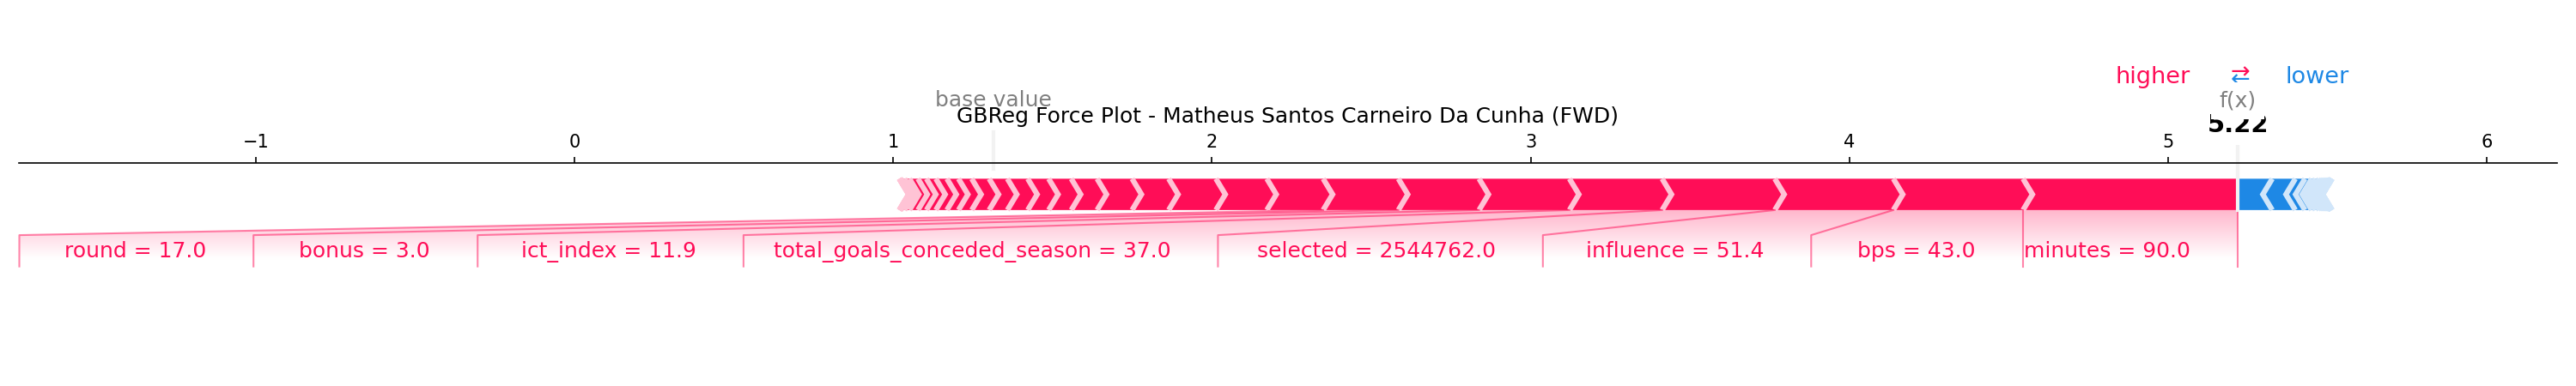 higher ⇄ lower
base value
f(x)
GBReg Force Plot - Matheus Santos Carneiro Da Cunha (FWD)
5.22
−1 0 1 2 3 4 5 6
round = 17.0 bonus = 3.0 ict_index = 11.9 total_goals_conceded_season = 37.0 selected = 2544762.0 influence = 51.4 bps = 43.0 minutes = 90.0